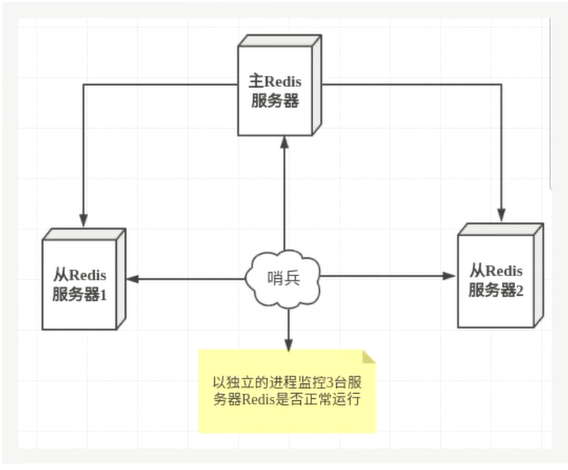 主Redis
服务器
从Redis
服务器1
哨兵
从Redis
服务器2
以独立的进程监控3台服
务器Redis是否正常运行